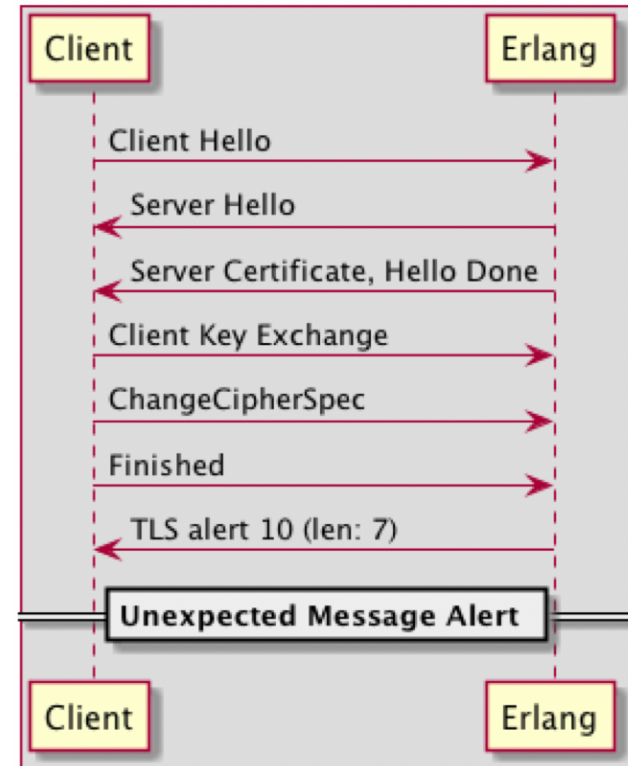 Client Erlang
Client Hello
Server Hello
Server Certificate, Hello Done
Client Key Exchange
ChangeCipherSpec
Finished
TLS alert 10 (len: 7)
Unexpected Message Alert
Client Erlang